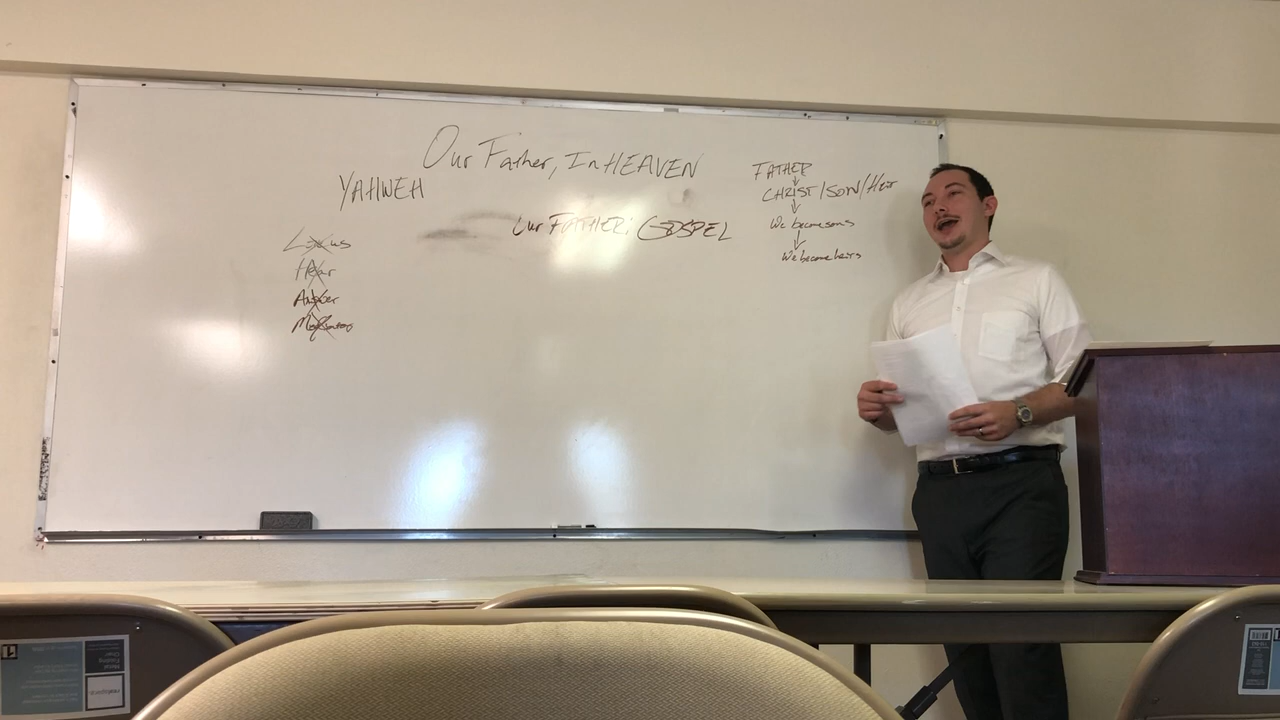 Our Father, In HEAVEN
YAHWEH
Our FATHER: GOSPEL
Hear
Answer
FATHER
CHRIST/SON/Heir
We become sons
We become heirs